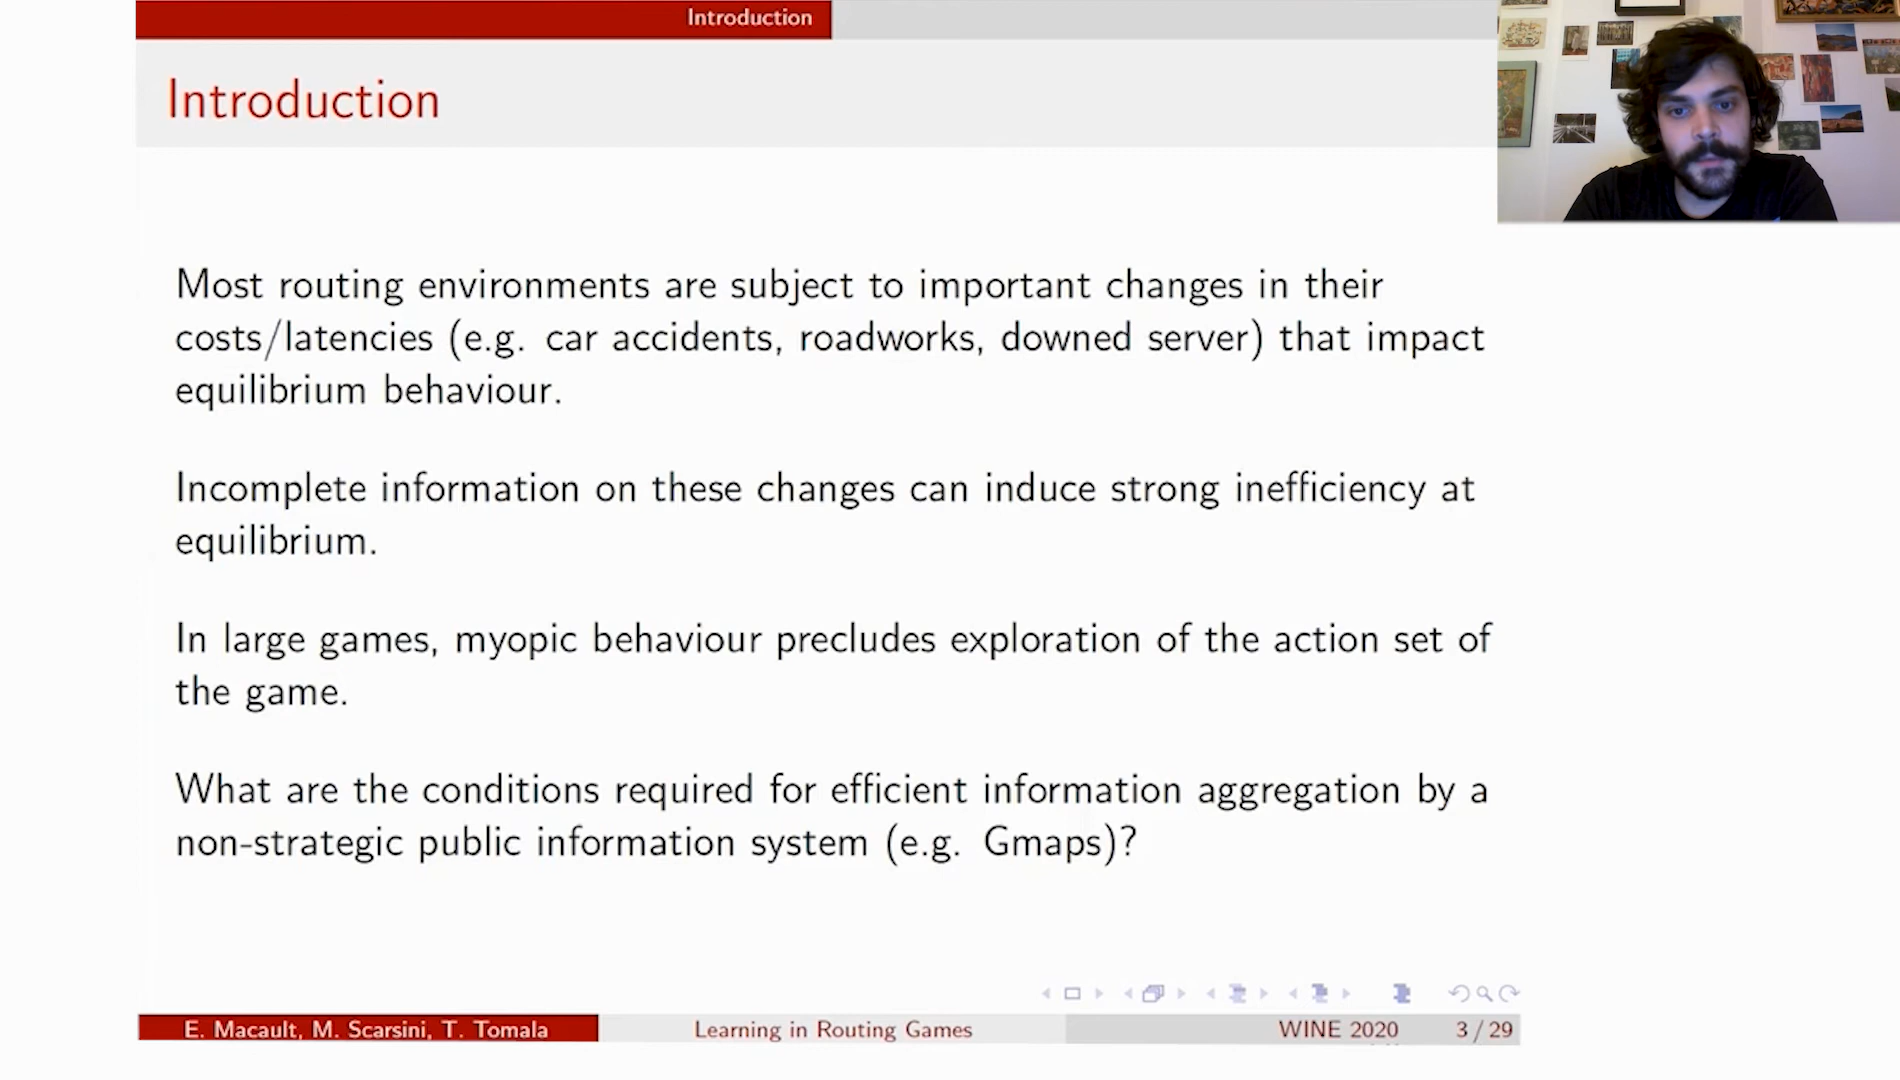 Introduction
Introduction
Most routing environments are subject to important changes in their
costs/latencies (e.g. car accidents, roadworks, downed server) that impact
equilibrium behaviour.
Incomplete information on these changes can induce strong inefficiency at
equilibrium.
In large games, myopic behaviour precludes exploration of the action set of
the game.
What are the conditions required for efficient information aggregation by a
non-strategic public information system (e.g. Gmaps)?
E. Macault, M. Scarsini, T. Tomala
Learning in Routing Games
WINE 2020
3 / 29